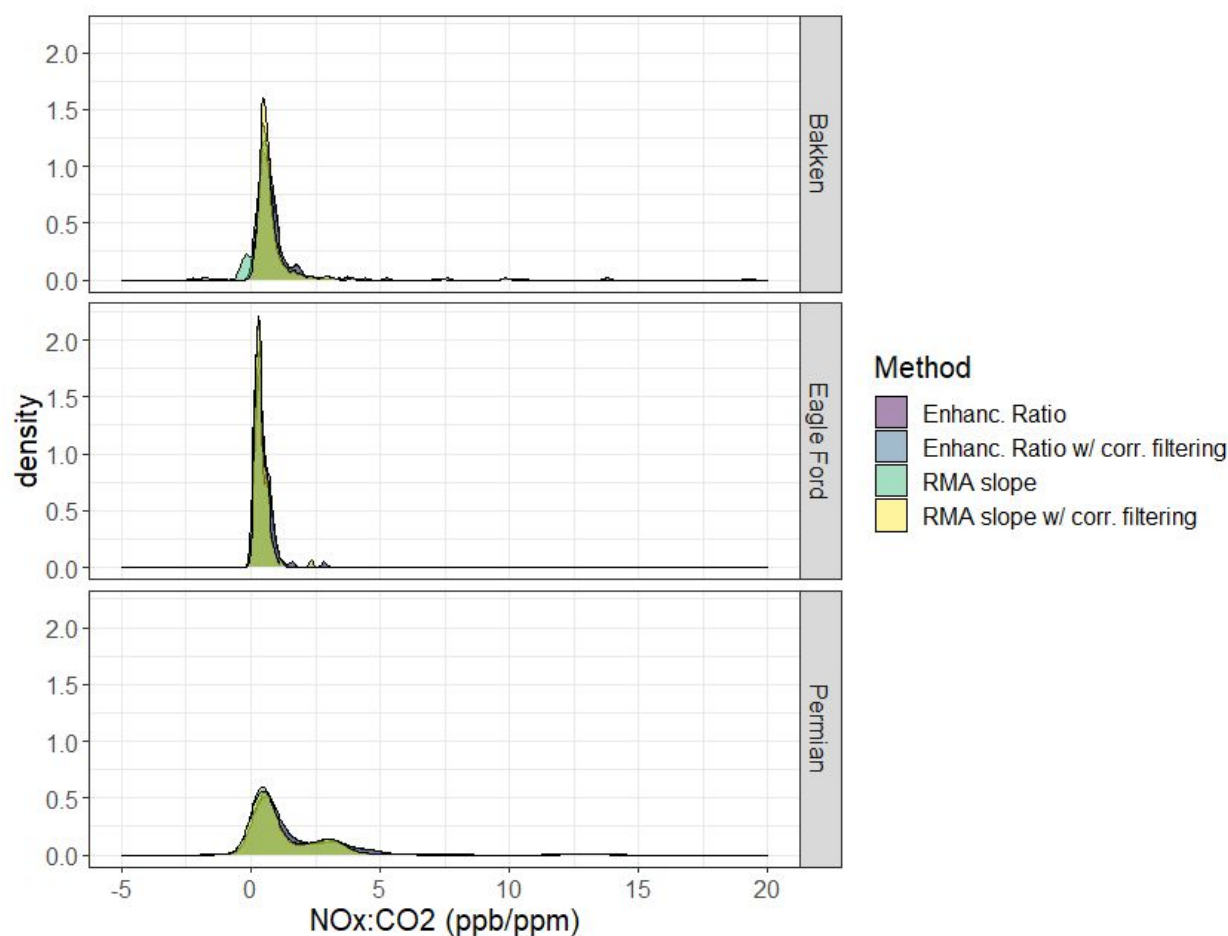 2.0
1.5
1.0
0.5
0.0
Bakken
2.0
1.5
1.0
0.5
0.0
Eagle Ford
2.0
1.5
1.0
0.5
0.0
Permian
density
-5
0
5
10
15
20
NOx:CO2 (ppb/ppm)
Method
Enhanc. Ratio
Enhanc. Ratio w/ corr. filtering
RMA slope
RMA slope w/ corr. filtering